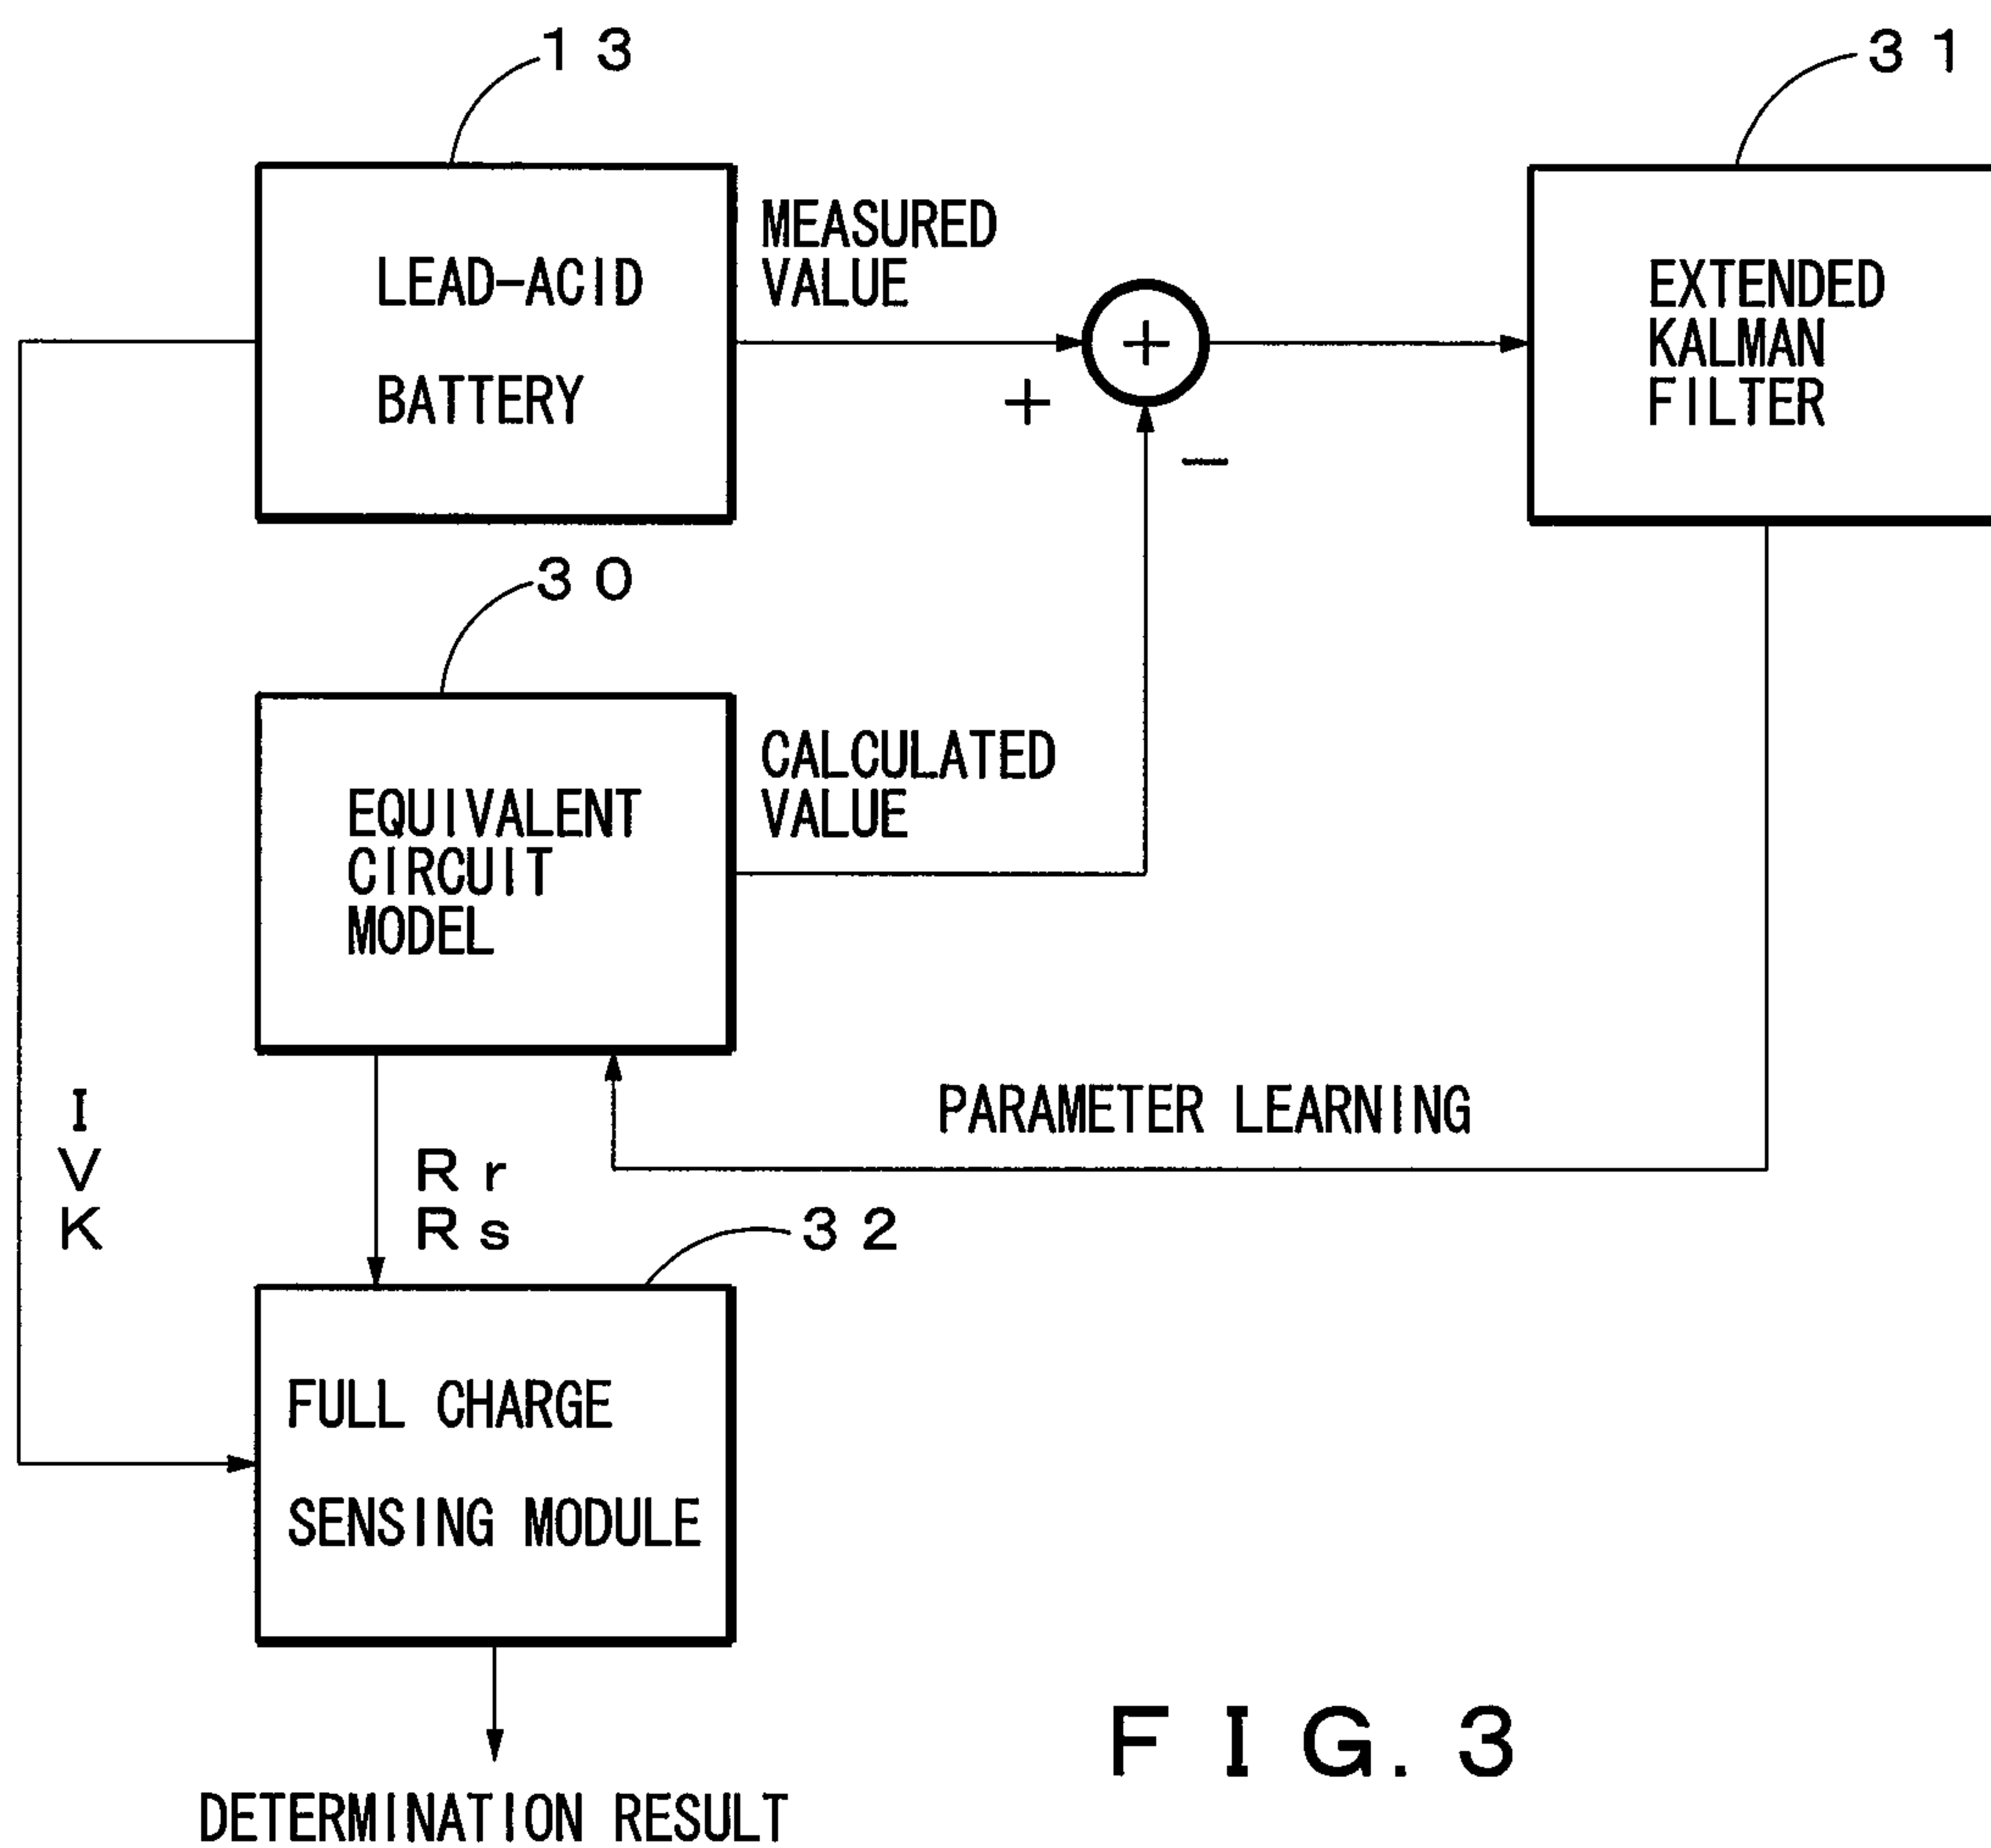 13
31
LEAD-ACID
BATTERY
MEASURED
VALUE
+
+
−
EXTENDED
KALMAN
FILTER
30
EQUIVALENT
CIRCUIT
MODEL
CALCULATED
VALUE
PARAMETER LEARNING
I
V
K
Rr
Rs
32
FULL CHARGE
SENSING MODULE
DETERMINATION RESULT
FIG. 3